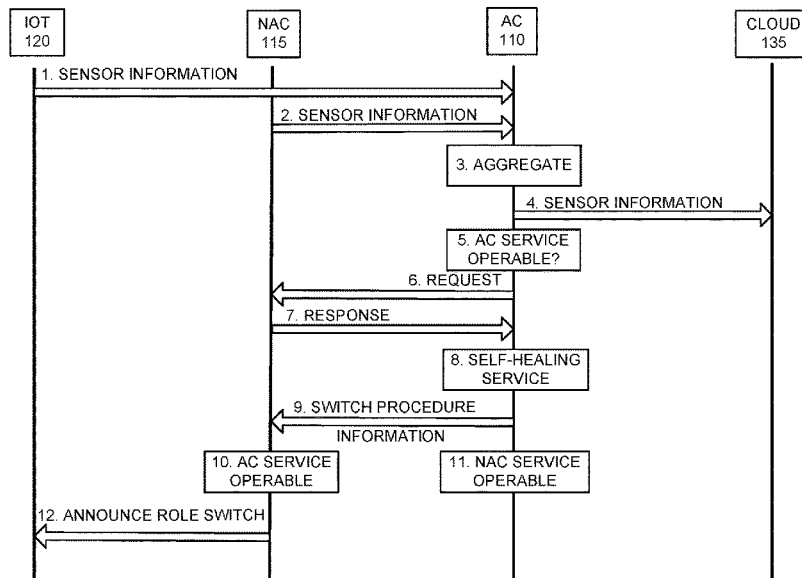 IOT
120
NAC
115
AC
110
CLOUD
135
1. SENSOR INFORMATION
2. SENSOR INFORMATION
3. AGGREGATE
4. SENSOR INFORMATION
5. AC SERVICE
OPERABLE?
6. REQUEST
7. RESPONSE
8. SELF-HEALING
SERVICE
9. SWITCH PROCEDURE
INFORMATION
10. AC SERVICE
OPERABLE
11. NAC SERVICE
OPERABLE
12. ANNOUNCE ROLE SWITCH